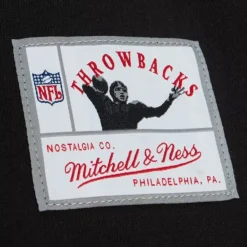 THROWBACKS
NFL
NOSTALGIA CO.
Mitchell & Ness
PHILADELPHIA, PA.